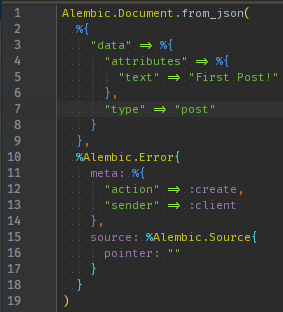 1 Alembic.Document.from_json(
2   %{
3     "data" => %{
4       "attributes" => %{
5         "text" => "First Post!"
6       },
7       "type" => "post"
8     }
9   },
10   %Alembic.Error{
11     meta: %{
12       "action" => :create,
13       "sender" => :client
14     },
15     source: %Alembic.Source{
16       pointer: ""
17     }
18   }
19 )